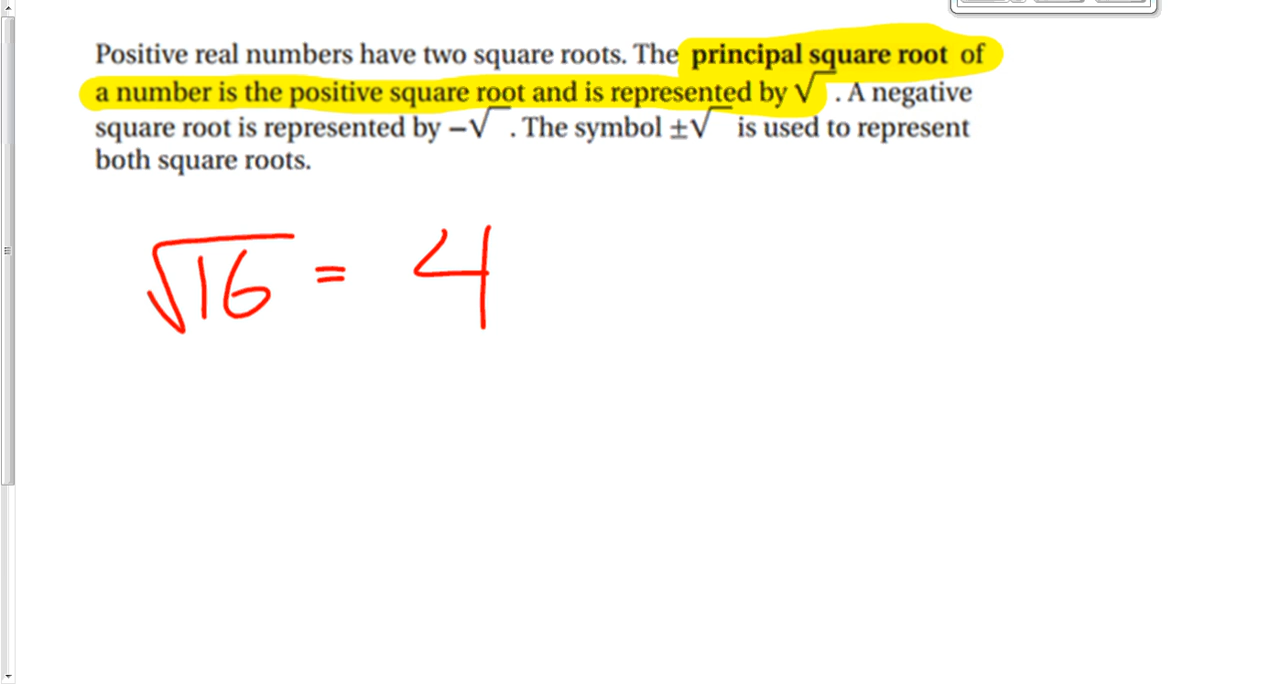 Positive real numbers have two square roots. The principal square root of
a number is the positive square root and is represented by √ . A negative
square root is represented by −√ . The symbol ±√ is used to represent
both square roots.
√16 = 4